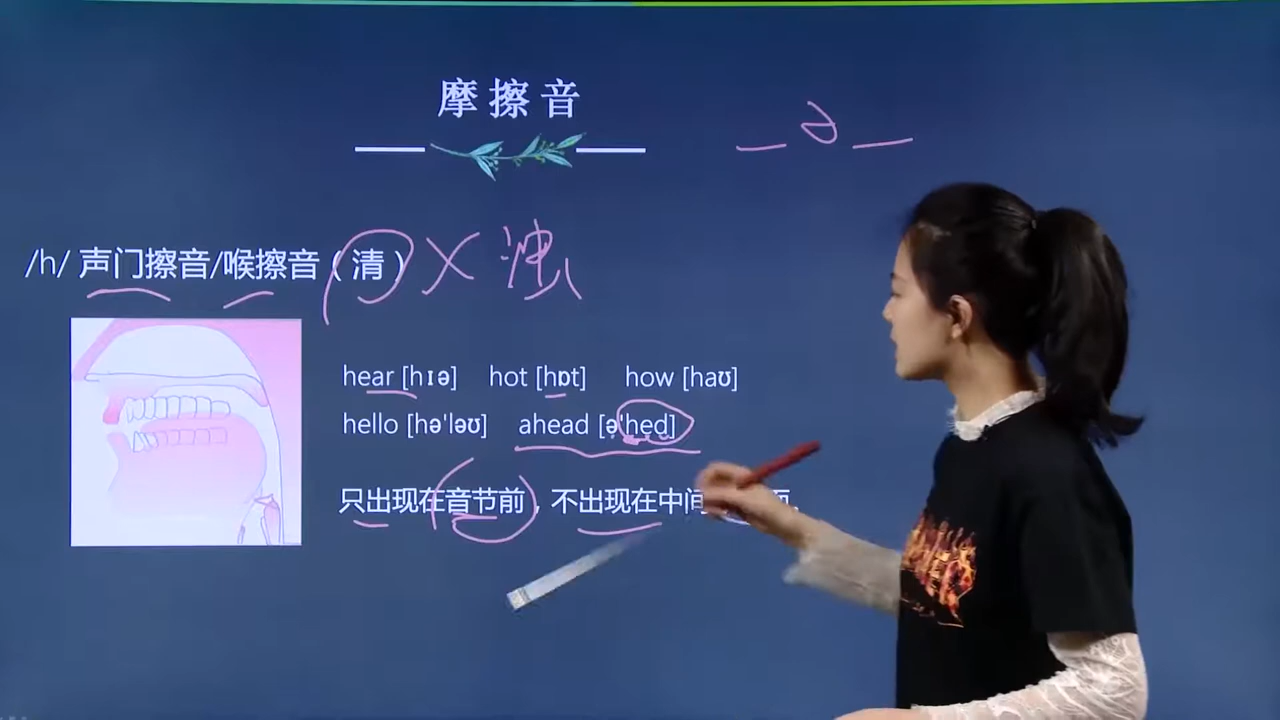 摩擦音
ə
/h/ 声门擦音/喉擦音（清） 浊
hear [hɪə] hot [hɒt] how [haʊ]
hello [hə'ləʊ] ahead [ə'hed]
只出现在音节前，不出现在中间